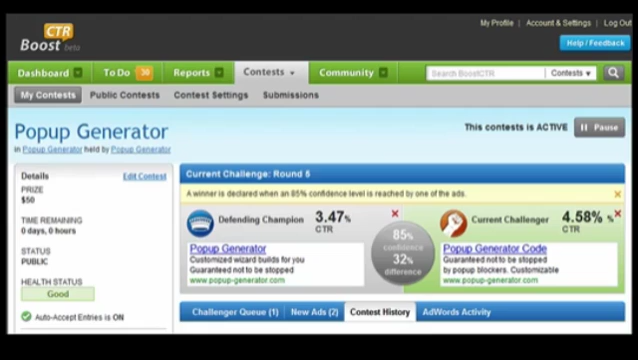 My Profile | Account & Settings | Log Out
CTR
Boost beta
Help / Feedback
Dashboard To Do 30 Reports Contests Community Search BoostCTR Contests
My Contests Public Contests Contest Settings Submissions
Popup Generator
in Popup Generator held by Popup Generator
This contests is ACTIVE Pause
Details Edit Contest
PRIZE
$50
TIME REMAINING
0 days, 0 hours
STATUS
PUBLIC
HEALTH STATUS
Good
Auto-Accept Entries is ON
Current Challenge: Round 5
A winner is declared when an 85% confidence level is reached by one of the ads.
Defending Champion 3.47%
CTR
Popup Generator
Customized wizard builds for you
Guaranteed not to be stopped
www.popup-generator.com
85%
confidence
32%
difference
Current Challenger 4.58% %
CTR
Popup Generator Code
Guaranteed not to be stopped
by popup blockers. Customizable
www.popup-generator.com
Challenger Queue (1) New Ads (2) Contest History AdWords Activity